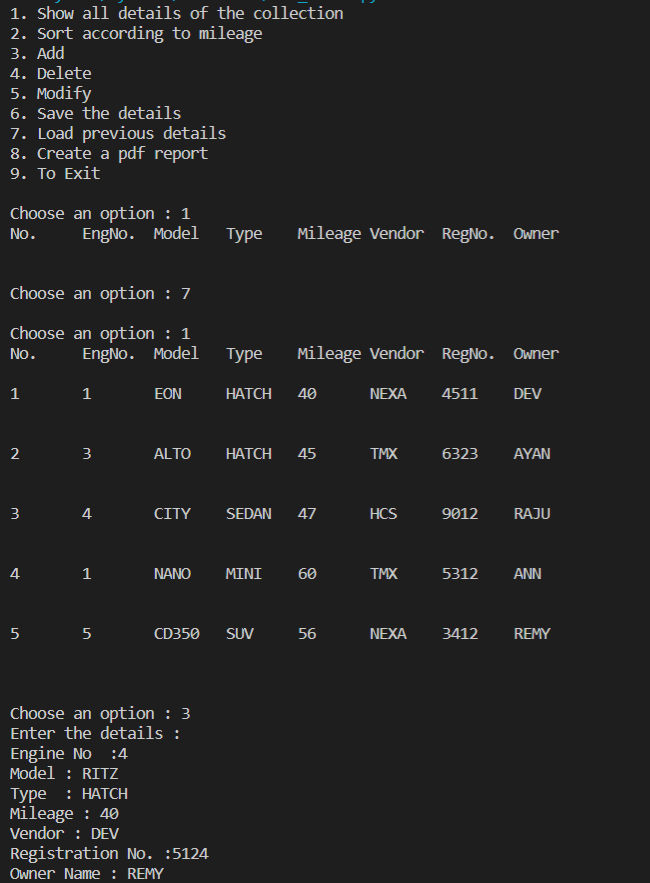 1. Show all details of the collection
2. Sort according to mileage
3. Add
4. Delete
5. Modify
6. Save the details
7. Load previous details
8. Create a pdf report
9. To Exit
Choose an option : 1
No.     EngNo.  Model   Type    Mileage Vendor  RegNo.  Owner
Choose an option : 7
Choose an option : 1
No.     EngNo.  Model   Type    Mileage Vendor  RegNo.  Owner
1       1       EON     HATCH   40      NEXA    4511    DEV
2       3       ALTO    HATCH   45      TMX     6323    AYAN
3       4       CITY    SEDAN   47      HCS     9012    RAJU
4       1       NANO    MINI    60      TMX     5312    ANN
5       5       CD350   SUV     56      NEXA    3412    REMY
Choose an option : 3
Enter the details :
Engine No  :4
Model : RITZ
Type  : HATCH
Mileage : 40
Vendor : DEV
Registration No. :5124
Owner Name : REMY